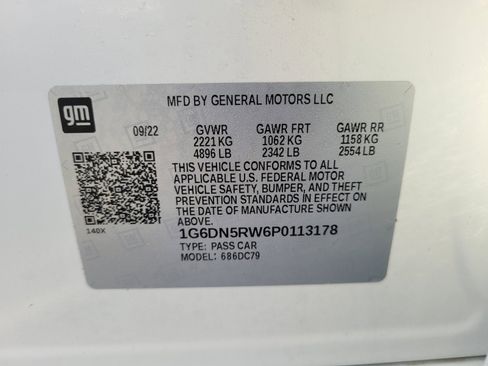 gm
MFD BY GENERAL MOTORS LLC
09/22 GVWR GAWR FRT GAWR RR
2221 KG 1062 KG 1158 KG
4896 LB 2342 LB 2554 LB
THIS VEHICLE CONFORMS TO ALL
APPLICABLE U.S. FEDERAL MOTOR
VEHICLE SAFETY, BUMPER, AND THEFT
PREVENTION STANDARDS IN EFFECT ON THE
DATE OF MANUFACTURE SHOWN
ABOVE.
140X
1G6DN5RW6P0113178
TYPE: PASS CAR
MODEL: 686DC79